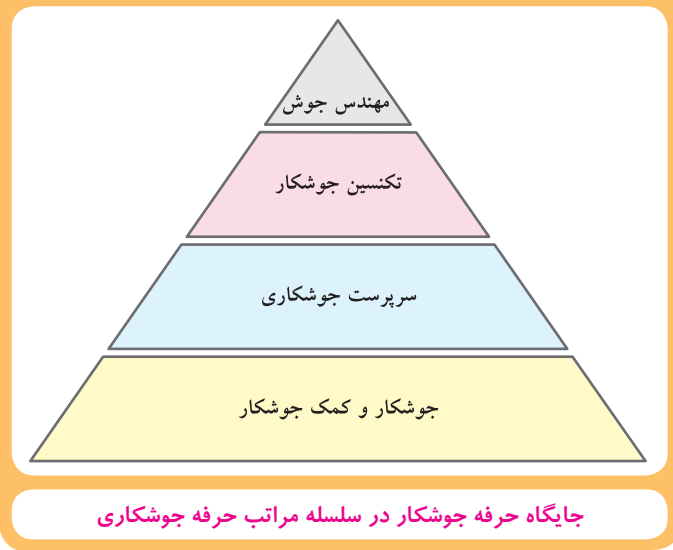 مهندس جوش
تکنسین جوشکار
سرپرست جوشکاری
جوشکار و کمک جوشکار
جایگاه حرفه جوشکار در سلسله مراتب حرفه جوشکاری